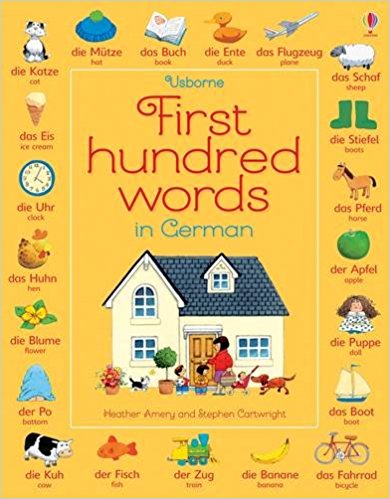 die Mütze
hat
das Buch
book
die Ente
duck
das Flugzeug
plane
die Katze
cat
das Schaf
sheep
Usborne
First
hundred
words
in German
das Eis
ice cream
die Stiefel
boots
die Uhr
clock
das Pferd
horse
das Huhn
hen
der Apfel
apple
die Blume
flower
die Puppe
doll
der Po
bottom
das Boot
boat
Heather Amery and Stephen Cartwright
die Kuh
cow
der Fisch
fish
der Zug
train
die Banane
banana
das Fahrrad
bicycle